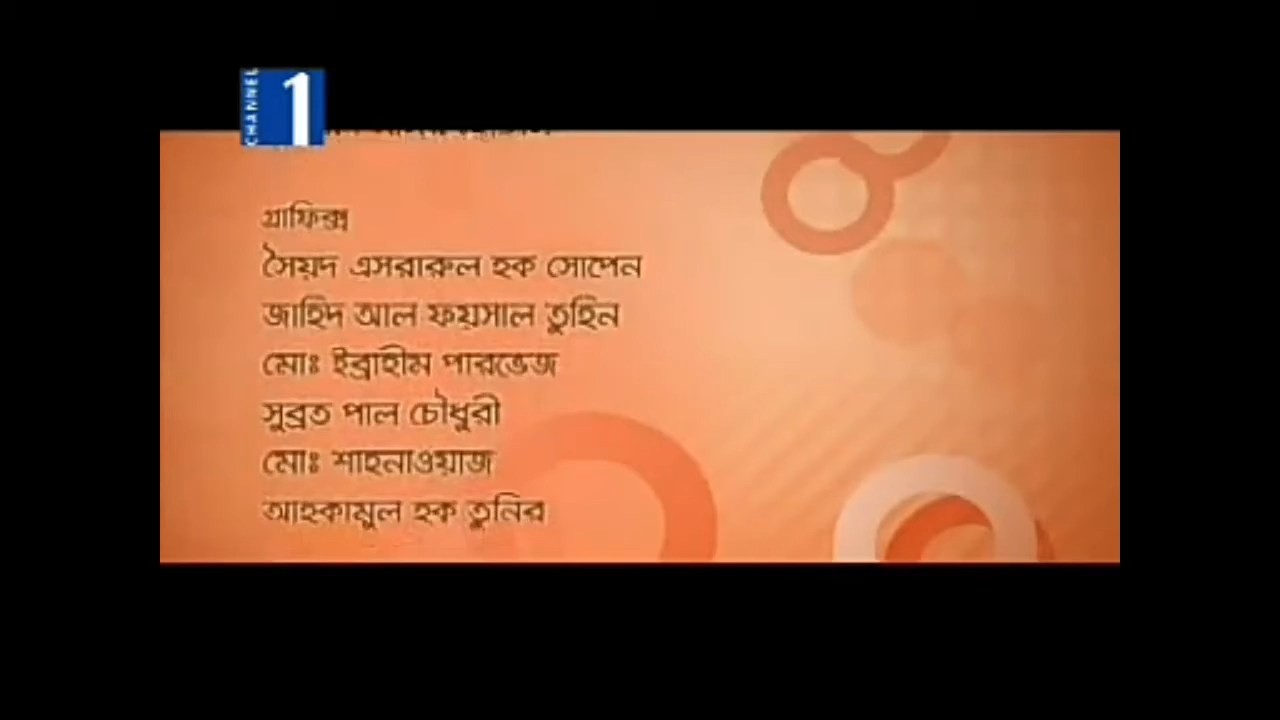 CHANNEL 1
গ্রাফিক্স
সৈয়দ এসরারুল হক সোপেন
জাহিদ আল ফয়সাল তুহিন
মোঃ ইব্রাহীম পারভেজ
সুব্রত পাল চৌধুরী
মোঃ শাহনাওয়াজ
আহকামুল হক তুনির